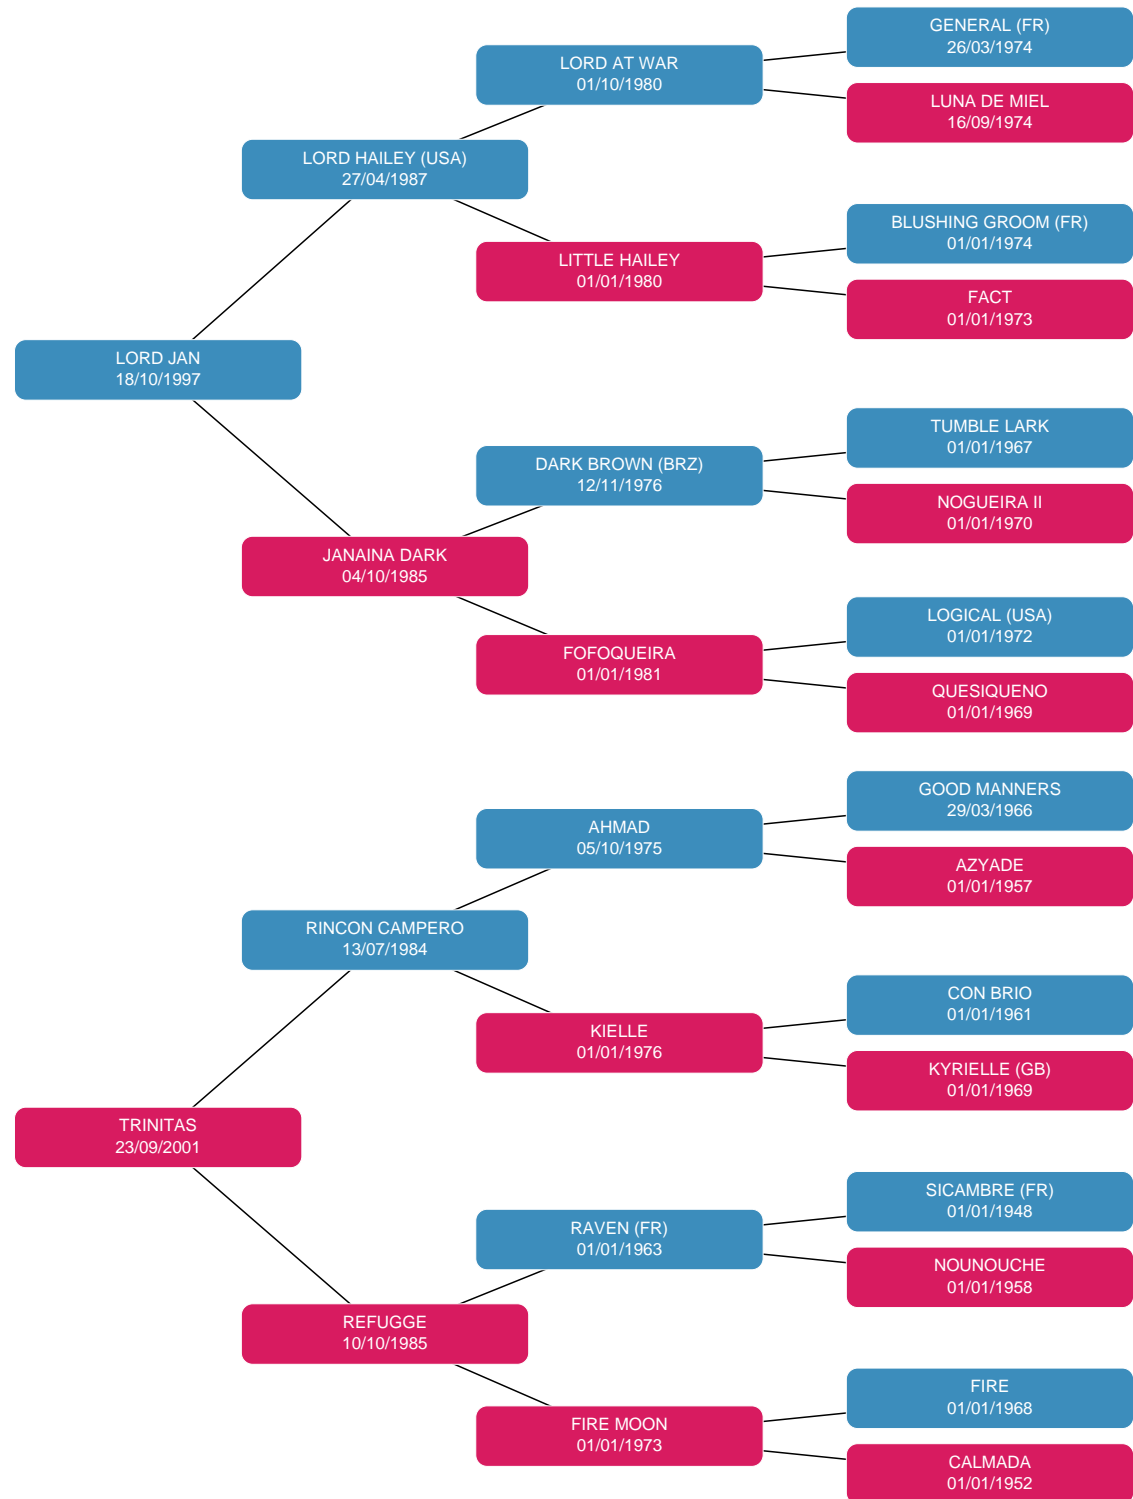 GENERAL (FR)
26/03/1974
LORD AT WAR
01/10/1980
LUNA DE MIEL
16/09/1974
LORD HAILEY (USA)
27/04/1987
BLUSHING GROOM (FR)
01/01/1974
LITTLE HAILEY
01/01/1980
FACT
01/01/1973
LORD JAN
18/10/1997
TUMBLE LARK
01/01/1967
DARK BROWN (BRZ)
12/11/1976
NOGUEIRA II
01/01/1970
JANAINA DARK
04/10/1985
LOGICAL (USA)
01/01/1972
FOFOQUEIRA
01/01/1981
QUESIQUENO
01/01/1969
GOOD MANNERS
29/03/1966
AHMAD
05/10/1975
AZYADE
01/01/1957
RINCON CAMPERO
13/07/1984
CON BRIO
01/01/1961
KIELLE
01/01/1976
KYRIELLE (GB)
01/01/1969
TRINITAS
23/09/2001
SICAMBRE (FR)
01/01/1948
RAVEN (FR)
01/01/1963
NOUNOUCHE
01/01/1958
REFUGGE
10/10/1985
FIRE
01/01/1968
FIRE MOON
01/01/1973
CALMADA
01/01/1952